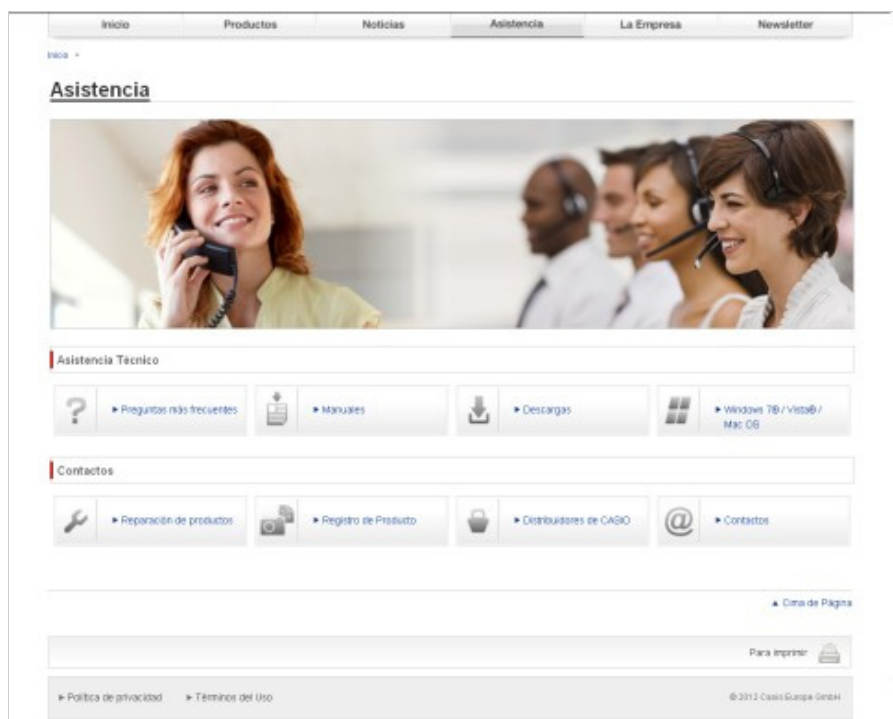 Inicio Productos Noticias Asistencia La Empresa Newsletter
Inicio
Asistencia
Asistencia Técnico
Preguntas más frecuentes Manuales Descargas Windows 7® / Vista® /
Mac OS
Contactos
Reparación de productos Registro de Producto Distribuidores de CASIO @ Contactos
Cima de Página
Para imprimir
Política de privacidad Términos del Uso © 2012 Casio Europe GmbH